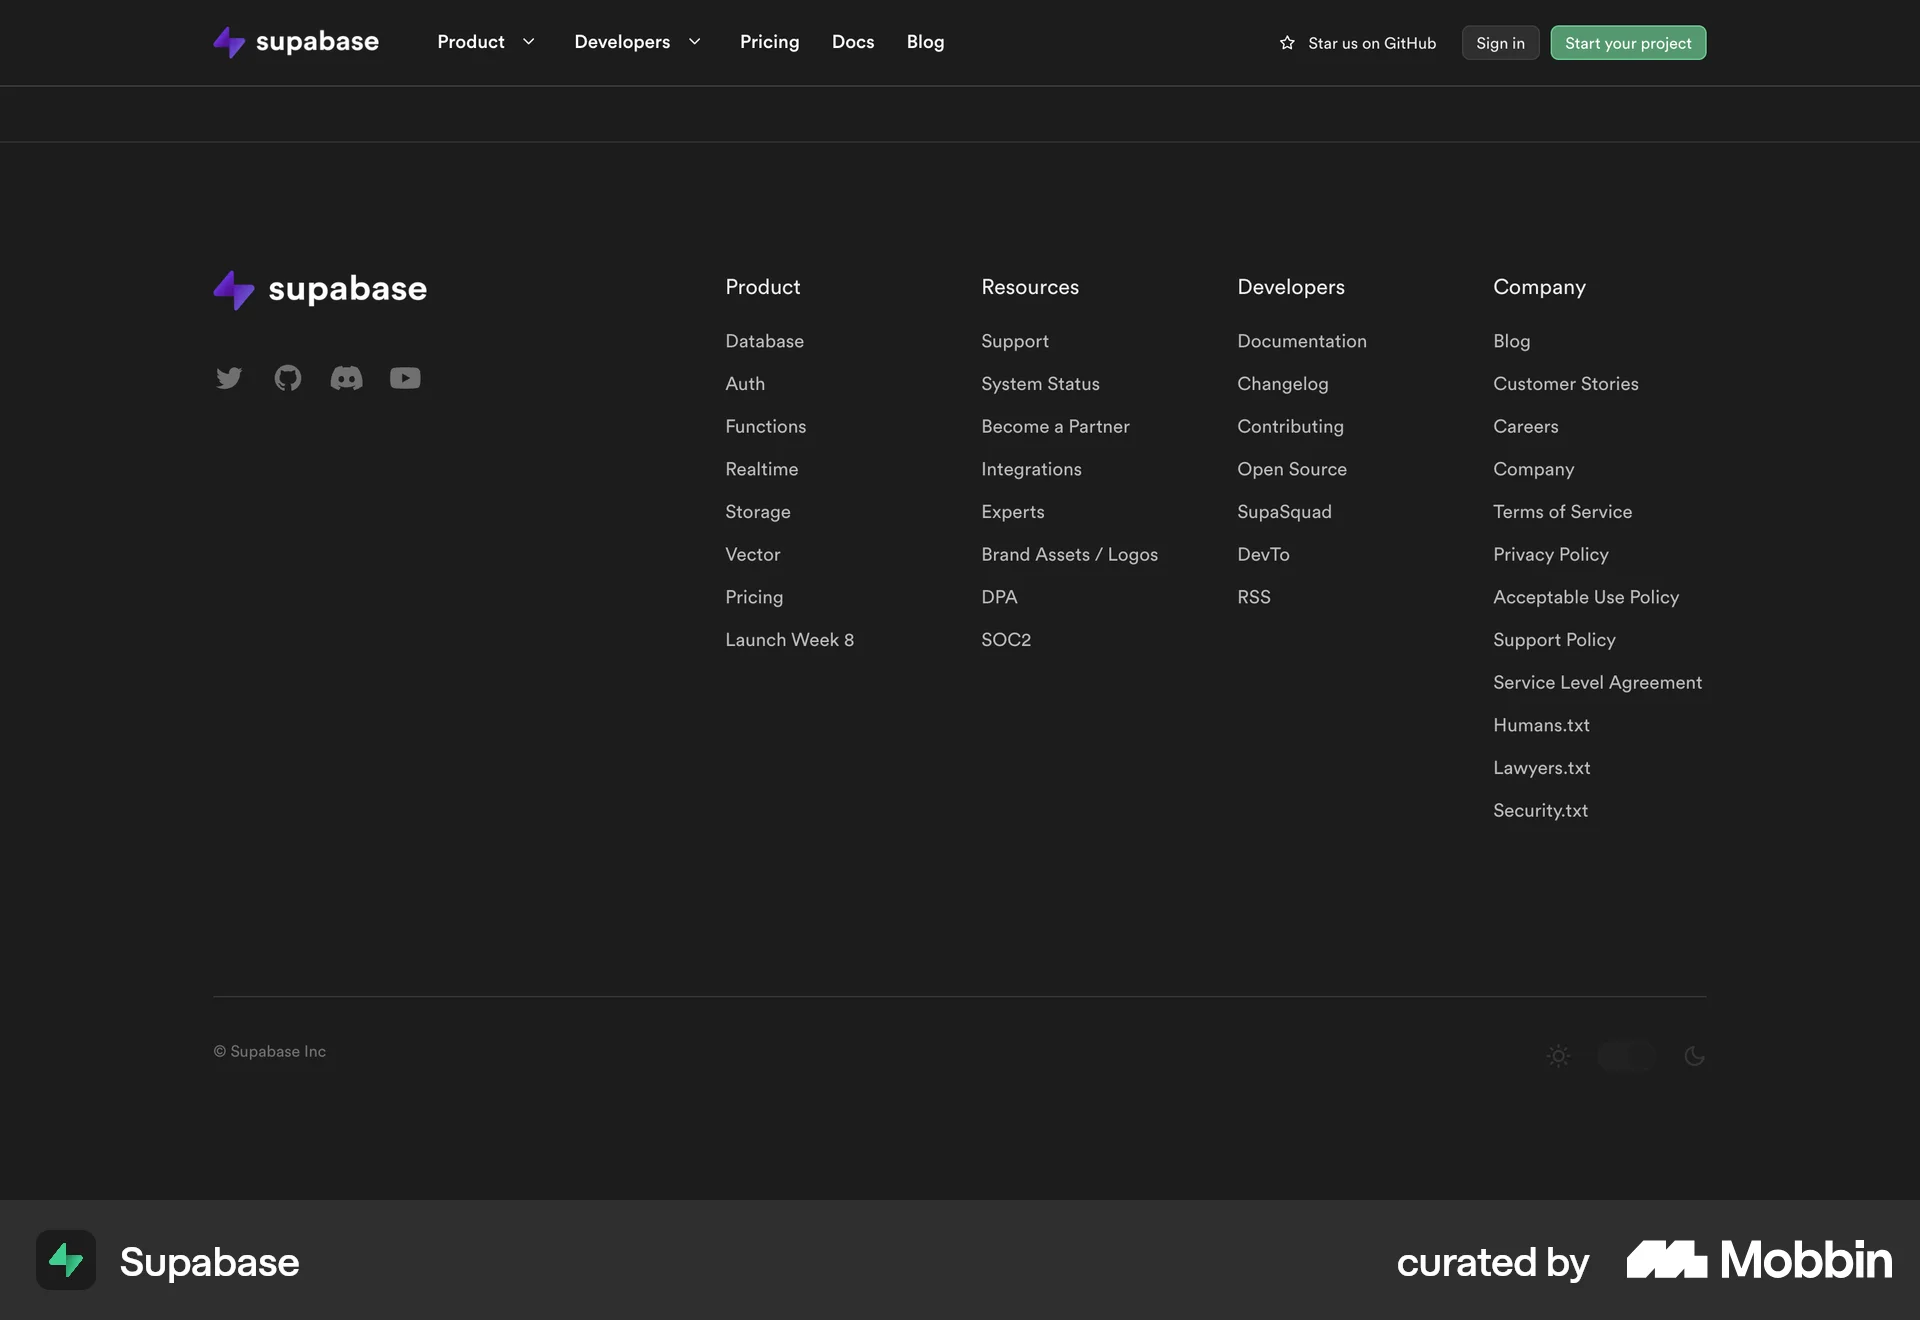 supabase
Product
Developers
Pricing
Docs
Blog
Star us on GitHub
Sign in
Start your project
supabase
Product
Database
Auth
Functions
Realtime
Storage
Vector
Pricing
Launch Week 8
Resources
Support
System Status
Become a Partner
Integrations
Experts
Brand Assets / Logos
DPA
SOC2
Developers
Documentation
Changelog
Contributing
Open Source
SupaSquad
DevTo
RSS
Company
Blog
Customer Stories
Careers
Company
Terms of Service
Privacy Policy
Acceptable Use Policy
Support Policy
Service Level Agreement
Humans.txt
Lawyers.txt
Security.txt
© Supabase Inc
Supabase
curated by Mobbin